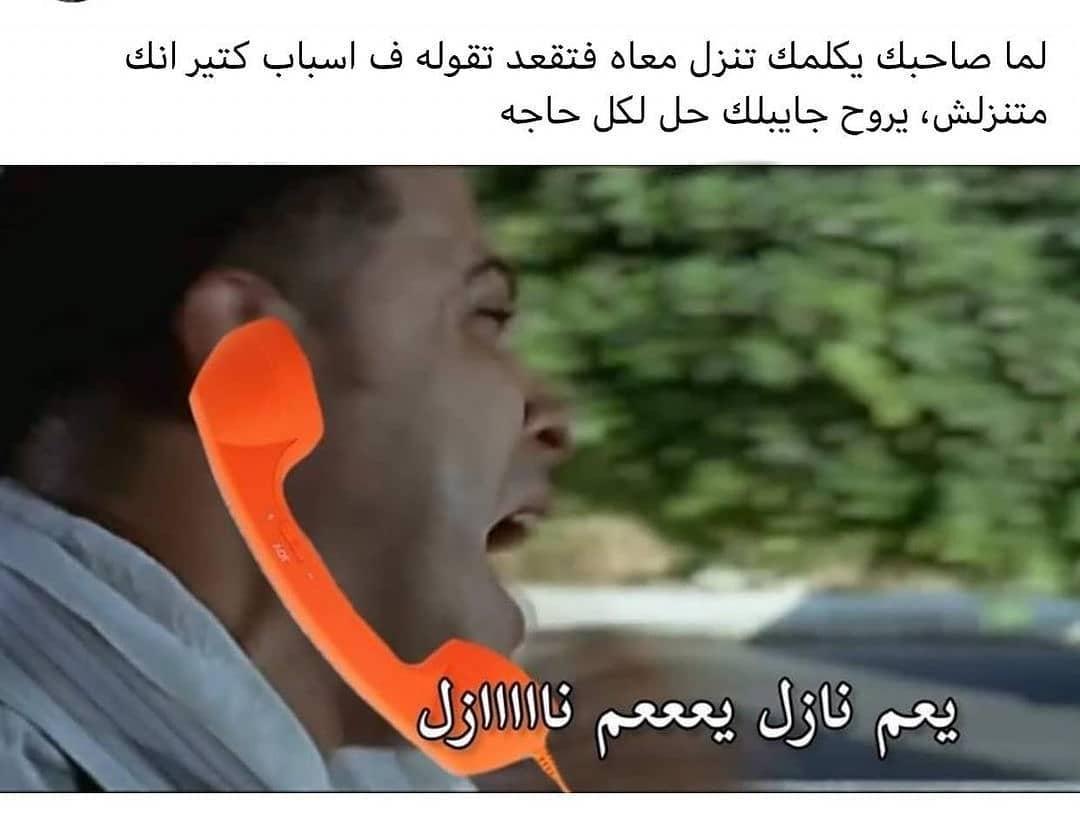 لما صاحبك يكلمك تنزل معاه فتقعد تقوله ف اسباب كتير انك
متنزلش، يروح جايبلك حل لكل حاجه
يعم نازل يعععم نااااازل